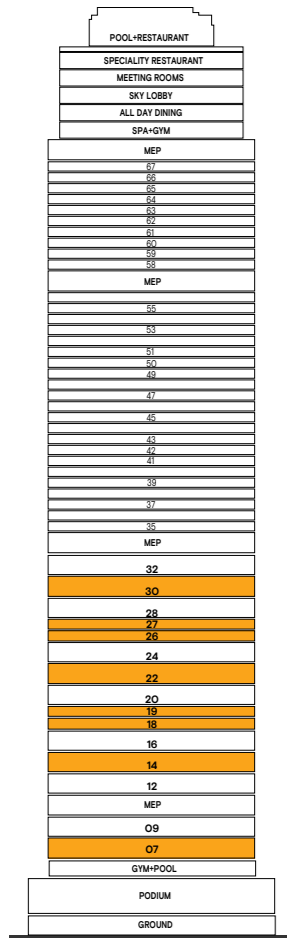 POOL+RESTAURANT
SPECIALITY RESTAURANT
MEETING ROOMS
SKY LOBBY
ALL DAY DINING
SPA+GYM
MEP
67
66
65
64
63
62
61
60
59
58
MEP
55
53
51
50
49
47
45
43
42
41
39
37
35
MEP
32
30
28
27
26
24
22
20
19
18
16
14
12
MEP
09
07
GYM+POOL
PODIUM
GROUND